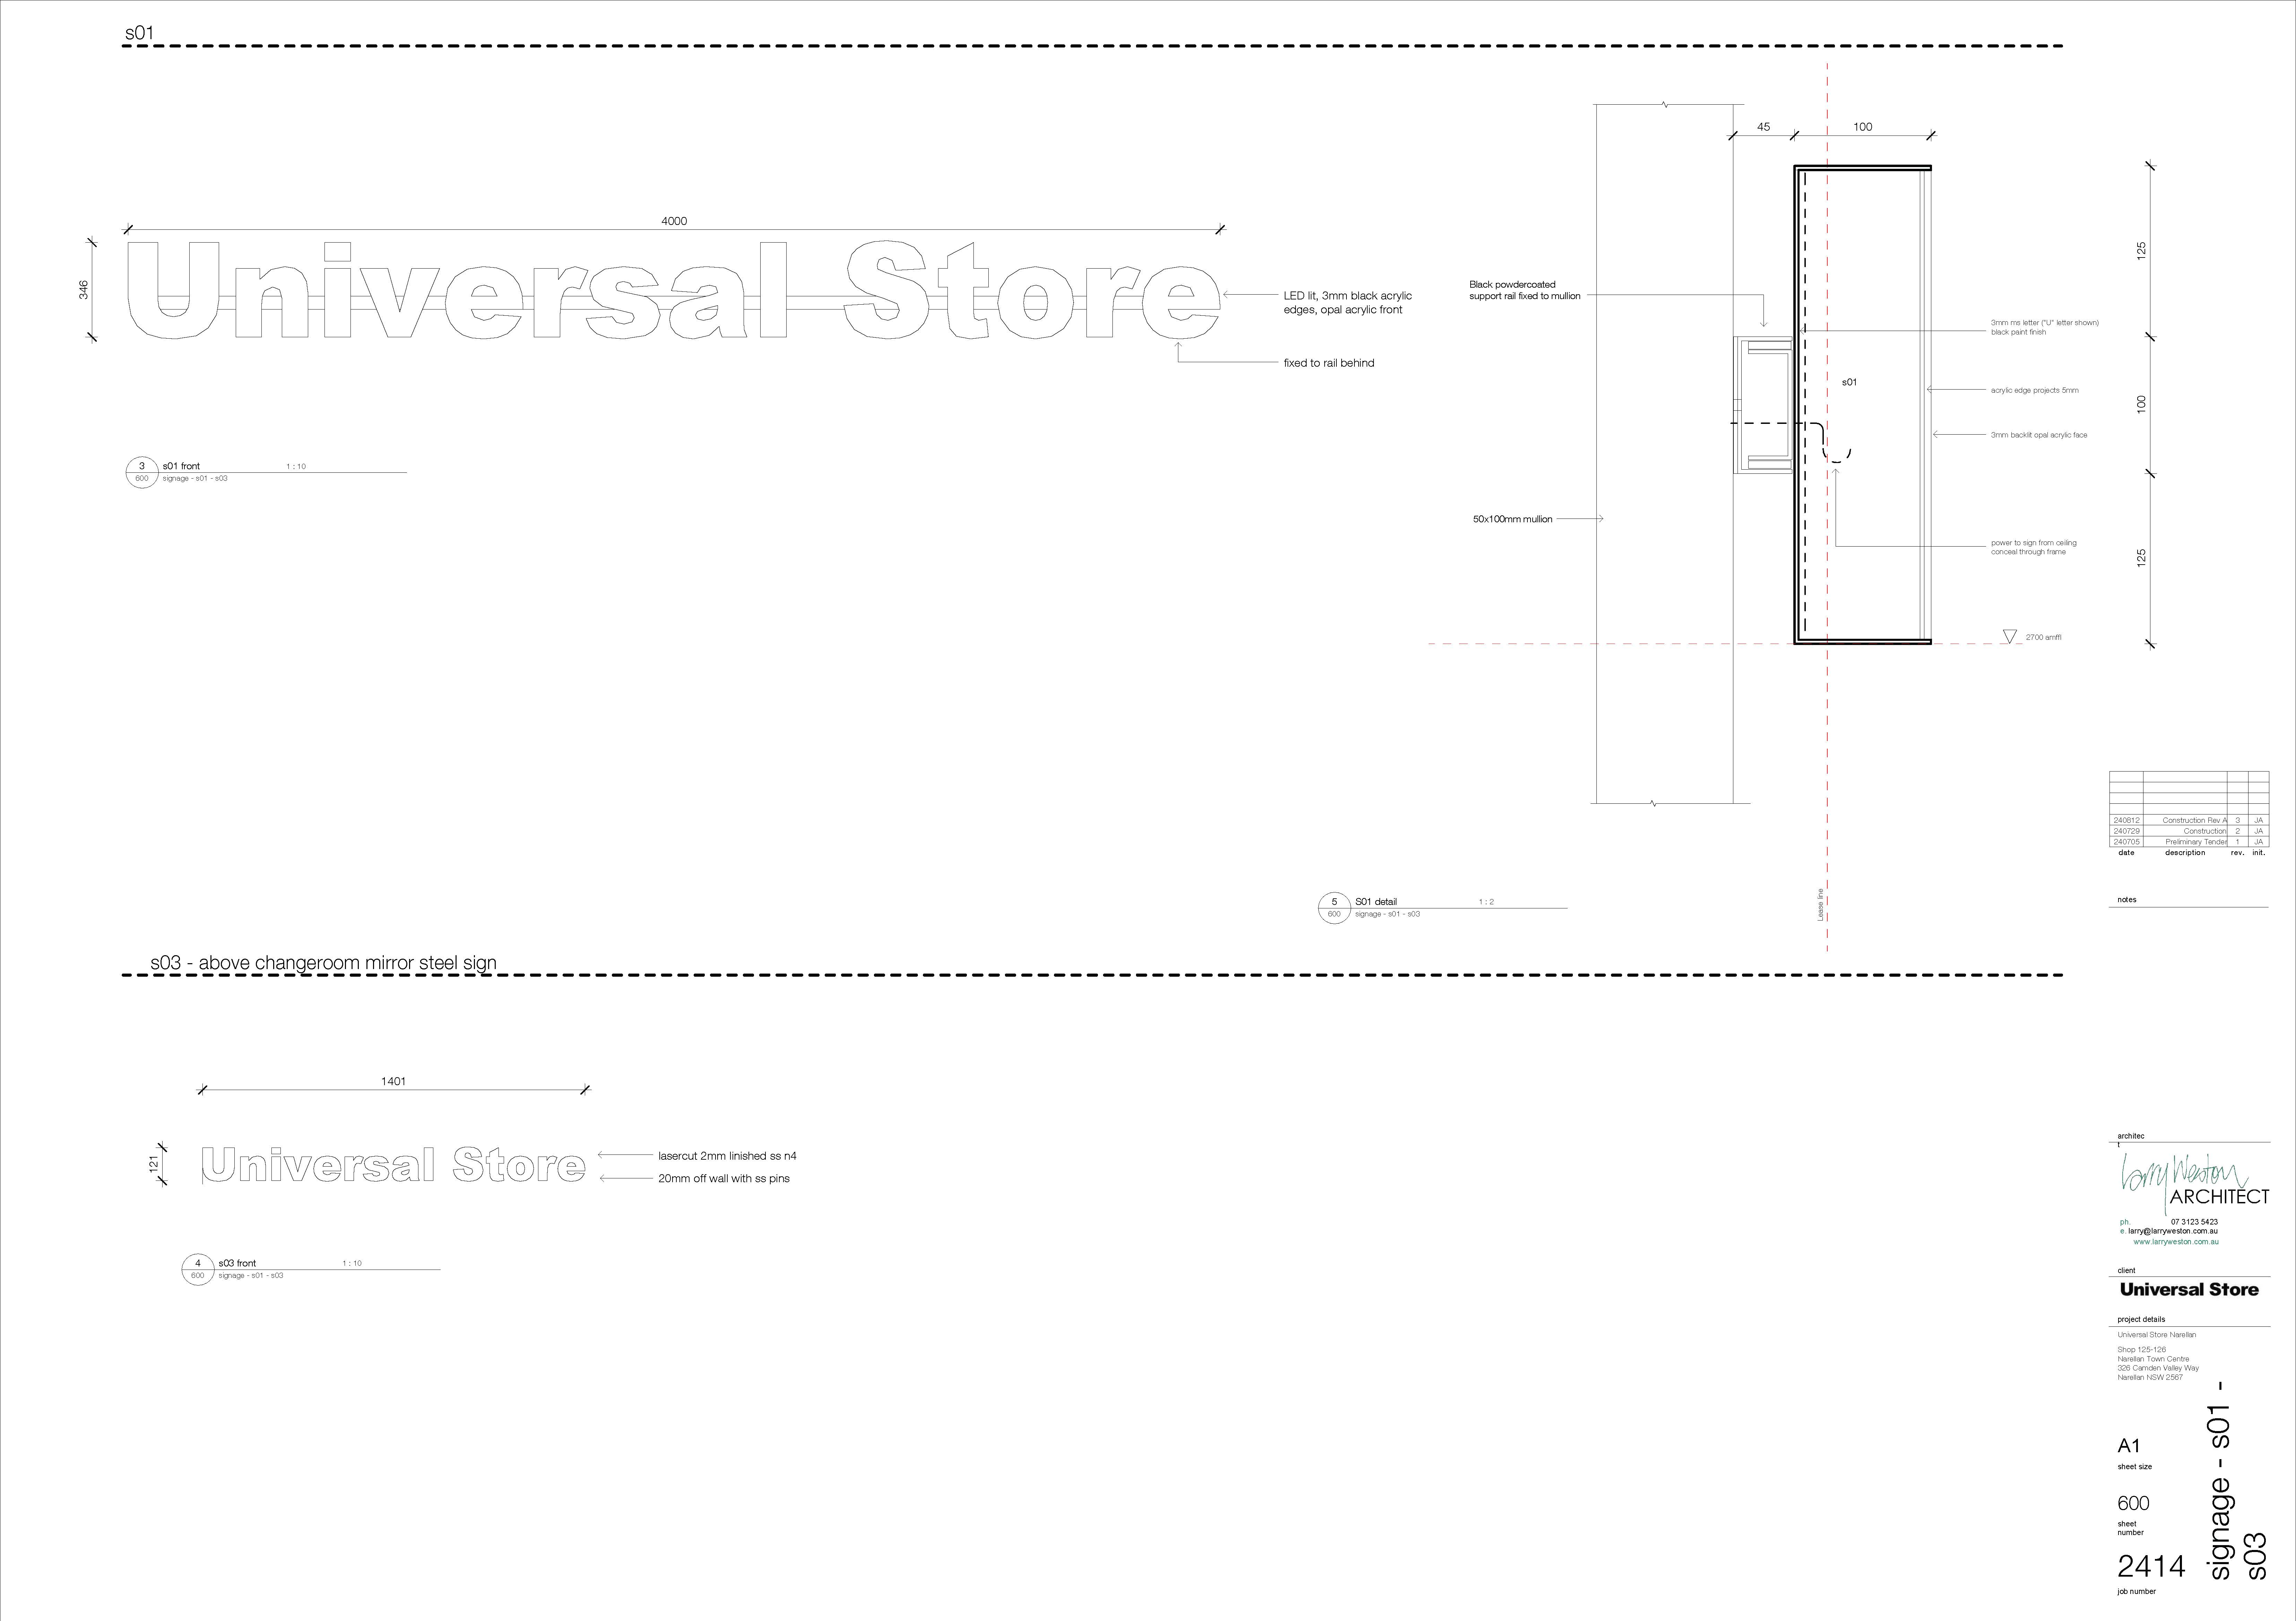 s01
45
100
4000
346
125
100
125
LED lit, 3mm black acrylic
edges, opal acrylic front
fixed to rail behind
Universal Store
Black powdercoated
support rail fixed to mullion
3mm ms letter ("U" letter shown)
black paint finish
s01
acrylic edge projects 5mm
3mm backlit opal acrylic face
50x100mm mullion
power to sign from ceiling
conceal through frame
2700 amffl
3
600
s01 front
1 : 10
signage - s01 - s03
5
600
S01 detail
1 : 2
signage - s01 - s03
Lease line
240812 Construction Rev A 3 JA
240729 Construction 2 JA
240705 Preliminary Tender 1 JA
date description rev. init.
notes
s03 - above changeroom mirror steel sign
1401
121
Universal Store
lasercut 2mm linished ss n4
20mm off wall with ss pins
4
600
s03 front
1 : 10
signage - s01 - s03
architec
t
Larry Weston
ARCHITECT
ph. 07 3123 5423
e. larry@larryweston.com.au
www.larryweston.com.au
client
Universal Store
project details
Universal Store Narellan
Shop 125-126
Narellan Town Centre
326 Camden Valley Way
Narellan NSW 2567
A1
sheet size
600
sheet
number
2414
job number
signage - s01 -
s03